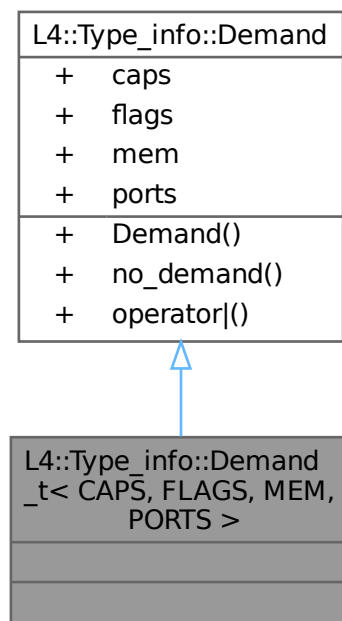 L4::Type_info::Demand
+ caps
+ flags
+ mem
+ ports
+ Demand()
+ no_demand()
+ operator|()
L4::Type_info::Demand
_t< CAPS, FLAGS, MEM,
PORTS >